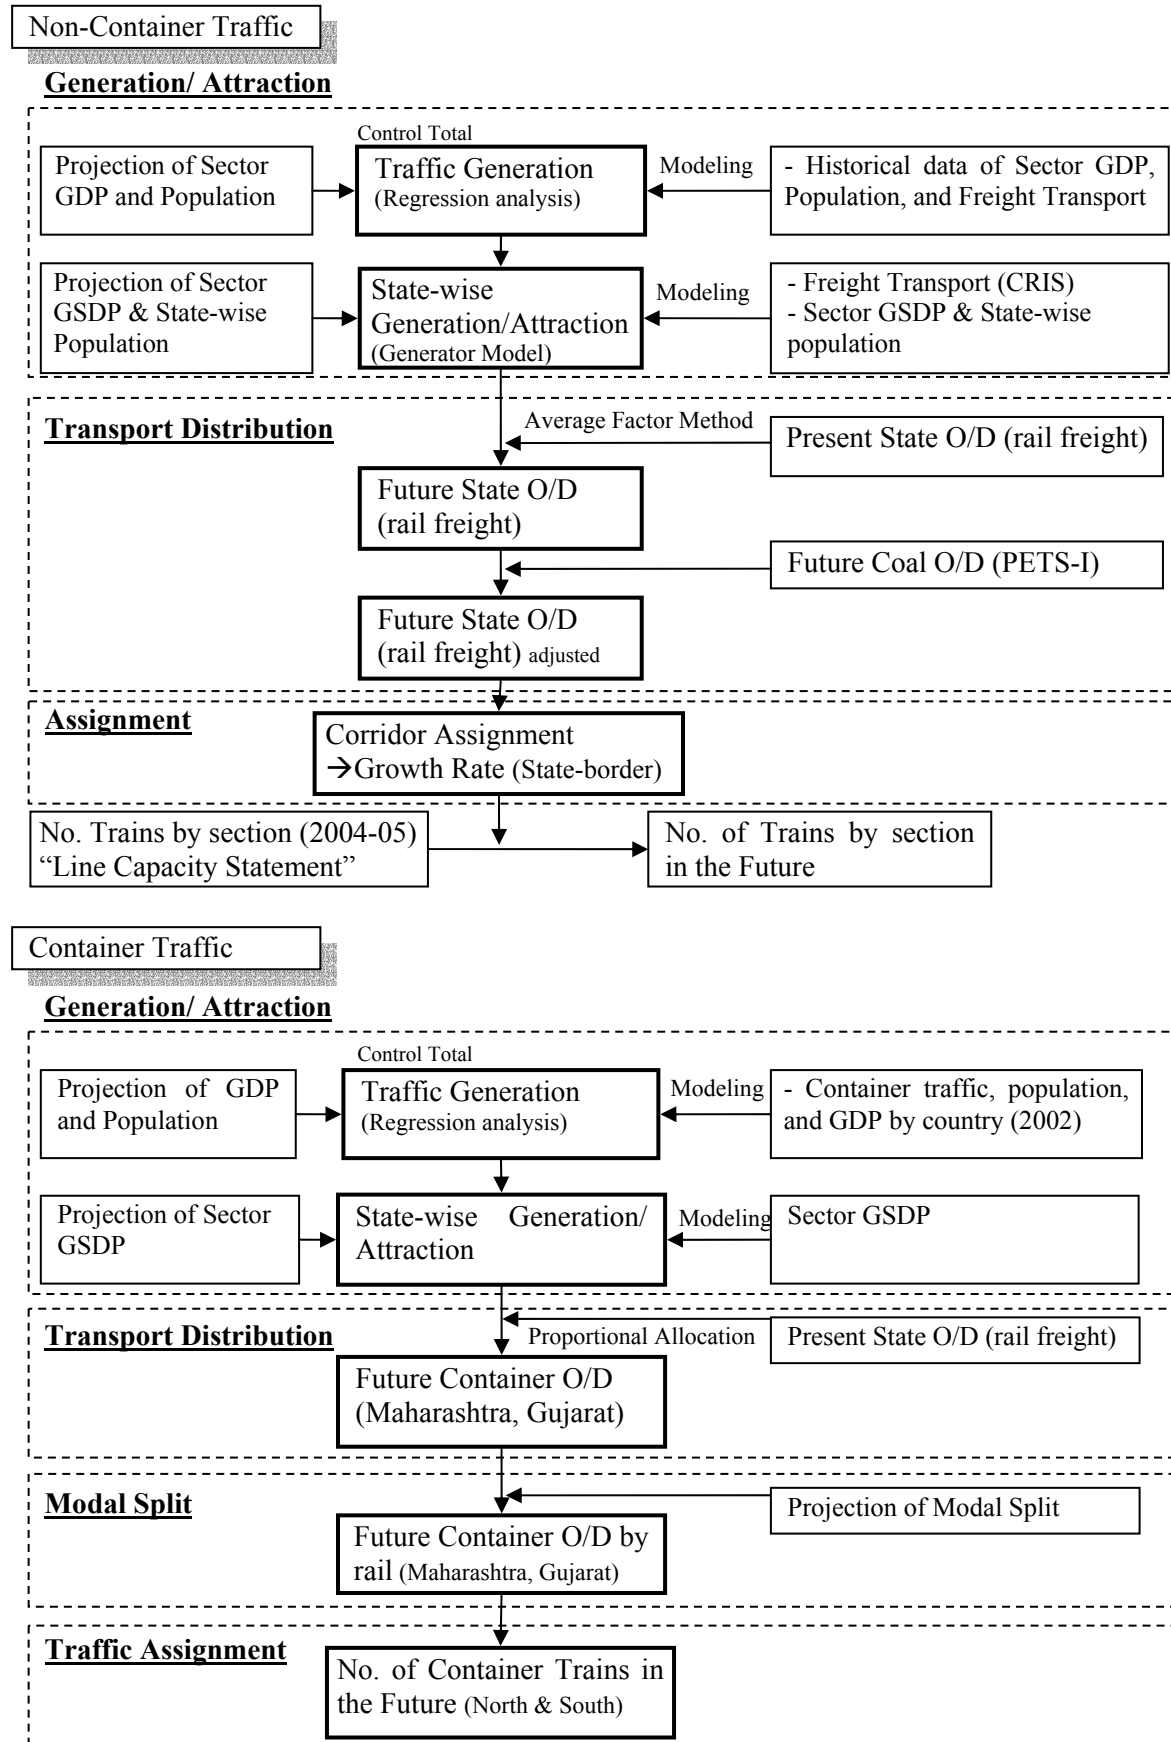 Non-Container Traffic
Generation/ Attraction
Control Total
Projection of Sector
GDP and Population
Traffic Generation
(Regression analysis)
Modeling
- Historical data of Sector GDP,
Population, and Freight Transport
Projection of Sector
GSDP & State-wise
Population
State-wise
Generation/Attraction
(Generator Model)
Modeling
- Freight Transport (CRIS)
- Sector GSDP & State-wise
population
Transport Distribution
Average Factor Method
Present State O/D (rail freight)
Future State O/D
(rail freight)
Future Coal O/D (PETS-I)
Future State O/D
(rail freight) adjusted
Assignment
Corridor Assignment
→Growth Rate (State-border)
No. Trains by section (2004-05)
“Line Capacity Statement”
No. of Trains by section
in the Future
Container Traffic
Generation/ Attraction
Control Total
Projection of GDP
and Population
Traffic Generation
(Regression analysis)
Modeling
- Container traffic, population,
and GDP by country (2002)
Projection of Sector
GSDP
State-wise Generation/
Attraction
Modeling
Sector GSDP
Transport Distribution
Proportional Allocation
Present State O/D (rail freight)
Future Container O/D
(Maharashtra, Gujarat)
Modal Split
Projection of Modal Split
Future Container O/D by
rail (Maharashtra, Gujarat)
Traffic Assignment
No. of Container Trains in
the Future (North & South)